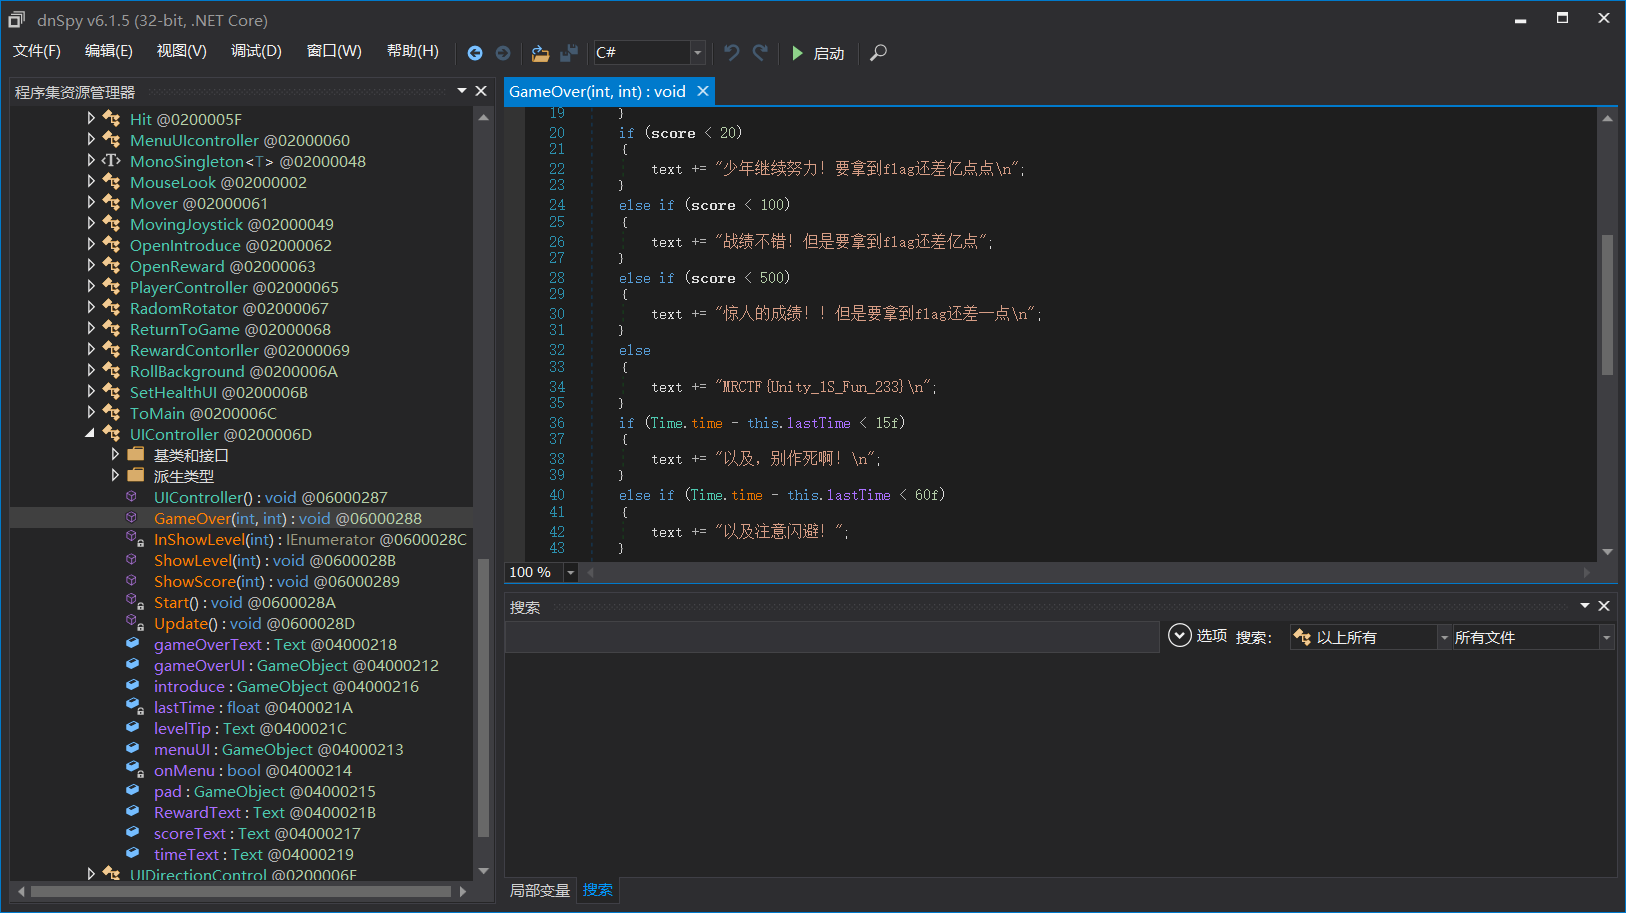 dnSpy v6.1.5 (32-bit, .NET Core)
文件(F) 编辑(E) 视图(V) 调试(D) 窗口(W) 帮助(H) C# 启动
程序集资源管理器
Hit @0200005F
MenuUIcontroller @02000060
<T> MonoSingleton<T> @02000048
MouseLook @02000002
Mover @02000061
MovingJoystick @02000049
OpenIntroduce @02000062
OpenReward @02000063
PlayerController @02000065
RadomRotator @02000067
ReturnToGame @02000068
RewardContorller @02000069
RollBackground @0200006A
SetHealthUI @0200006B
ToMain @0200006C
UIController @0200006D
基类和接口
派生类型
UIController() : void @06000287
GameOver(int, int) : void @06000288
InShowLevel(int) : IEnumerator @0600028C
ShowLevel(int) : void @0600028B
ShowScore(int) : void @06000289
Start() : void @0600028A
Update() : void @0600028D
gameOverText : Text @04000218
gameOverUI : GameObject @04000212
introduce : GameObject @04000216
lastTime : float @0400021A
levelTip : Text @0400021C
menuUI : GameObject @04000213
onMenu : bool @04000214
pad : GameObject @04000215
RewardText : Text @0400021B
scoreText : Text @04000217
timeText : Text @04000219
UIDirectionControl @0200006E
GameOver(int, int) : void
19 }
20 if (score < 20)
21 {
22 text += "少年继续努力！要拿到flag还差亿点点\n";
23 }
24 else if (score < 100)
25 {
26 text += "战绩不错！但是要拿到flag还差亿点";
27 }
28 else if (score < 500)
29 {
30 text += "惊人的成绩！！但是要拿到flag还差一点\n";
31 }
32 else
33 {
34 text += "MRCTF{Unity_1S_Fun_233}\n";
35 }
36 if (Time.time - this.lastTime < 15f)
37 {
38 text += "以及，别作死啊！\n";
39 }
40 else if (Time.time - this.lastTime < 60f)
41 {
42 text += "以及注意闪避！";
43 }
100 %
搜索
选项 搜索: 以上所有 所有文件
局部变量 搜索